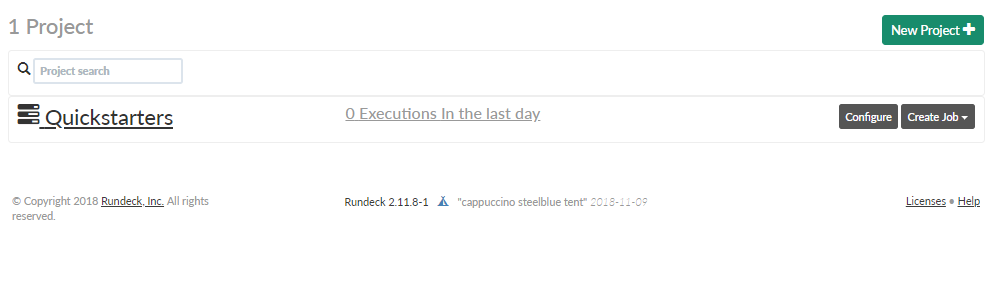 1 Project
New Project
Project search
Quickstarters
0 Executions In the last day
Configure
Create Job
© Copyright 2018 Rundeck, Inc. All rights
reserved.
Rundeck 2.11.8-1 "cappuccino steelblue tent" 2018-11-09
Licenses • Help